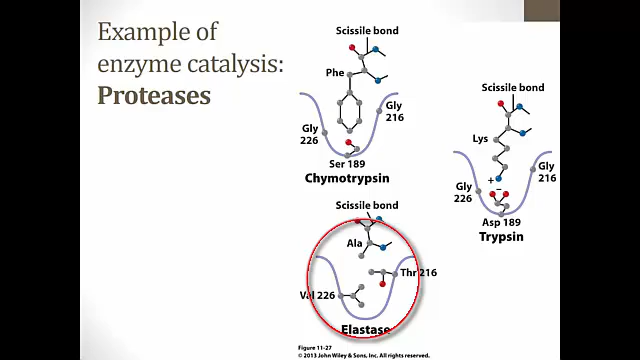 Example of
enzyme catalysis:
Proteases
Scissile bond
Phe
Gly
226
Gly
216
Ser 189
Chymotrypsin
Scissile bond
Lys
+
−
Gly
226
Gly
216
Asp 189
Trypsin
Scissile bond
Ala
Thr 216
Val 226
Elastase
Figure 11-27
© 2013 John Wiley & Sons, Inc. All rights reserved.